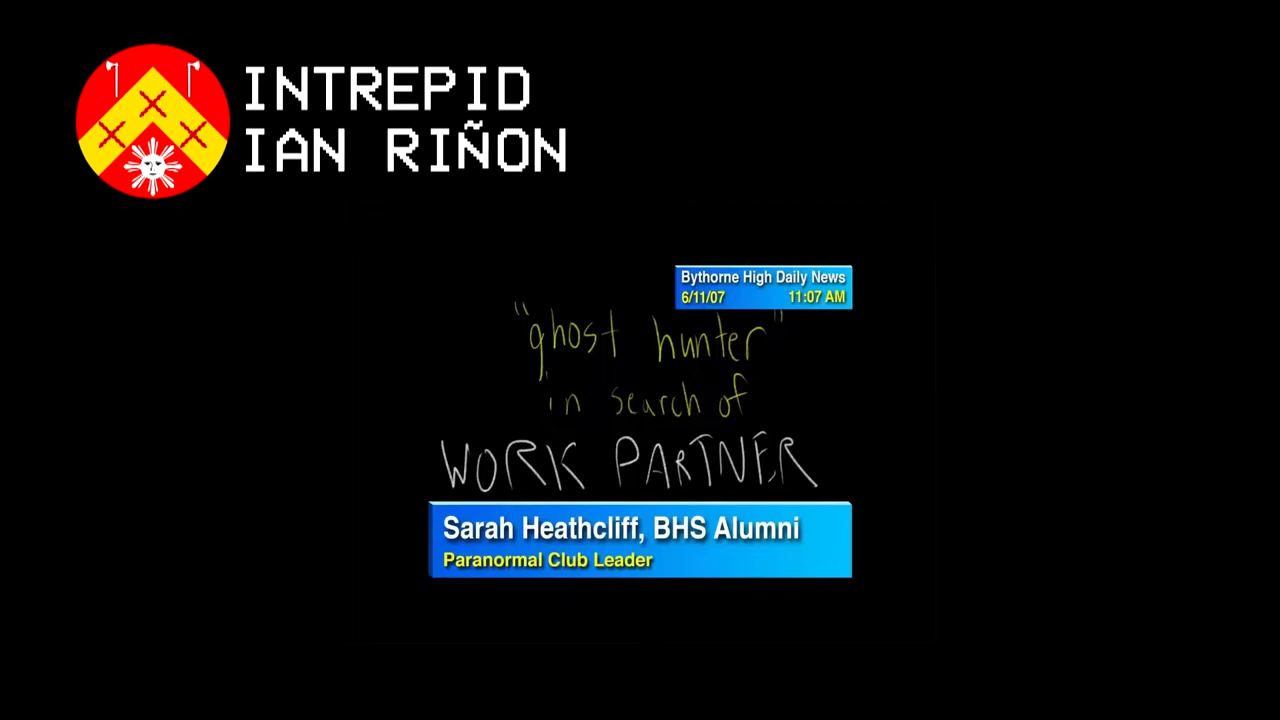 INTREPID
IAN RIÑON
Bythorne High Daily News
6/11/07 11:07 AM
"ghost hunter"
in search of
WORK PARTNER
Sarah Heathcliff, BHS Alumni
Paranormal Club Leader